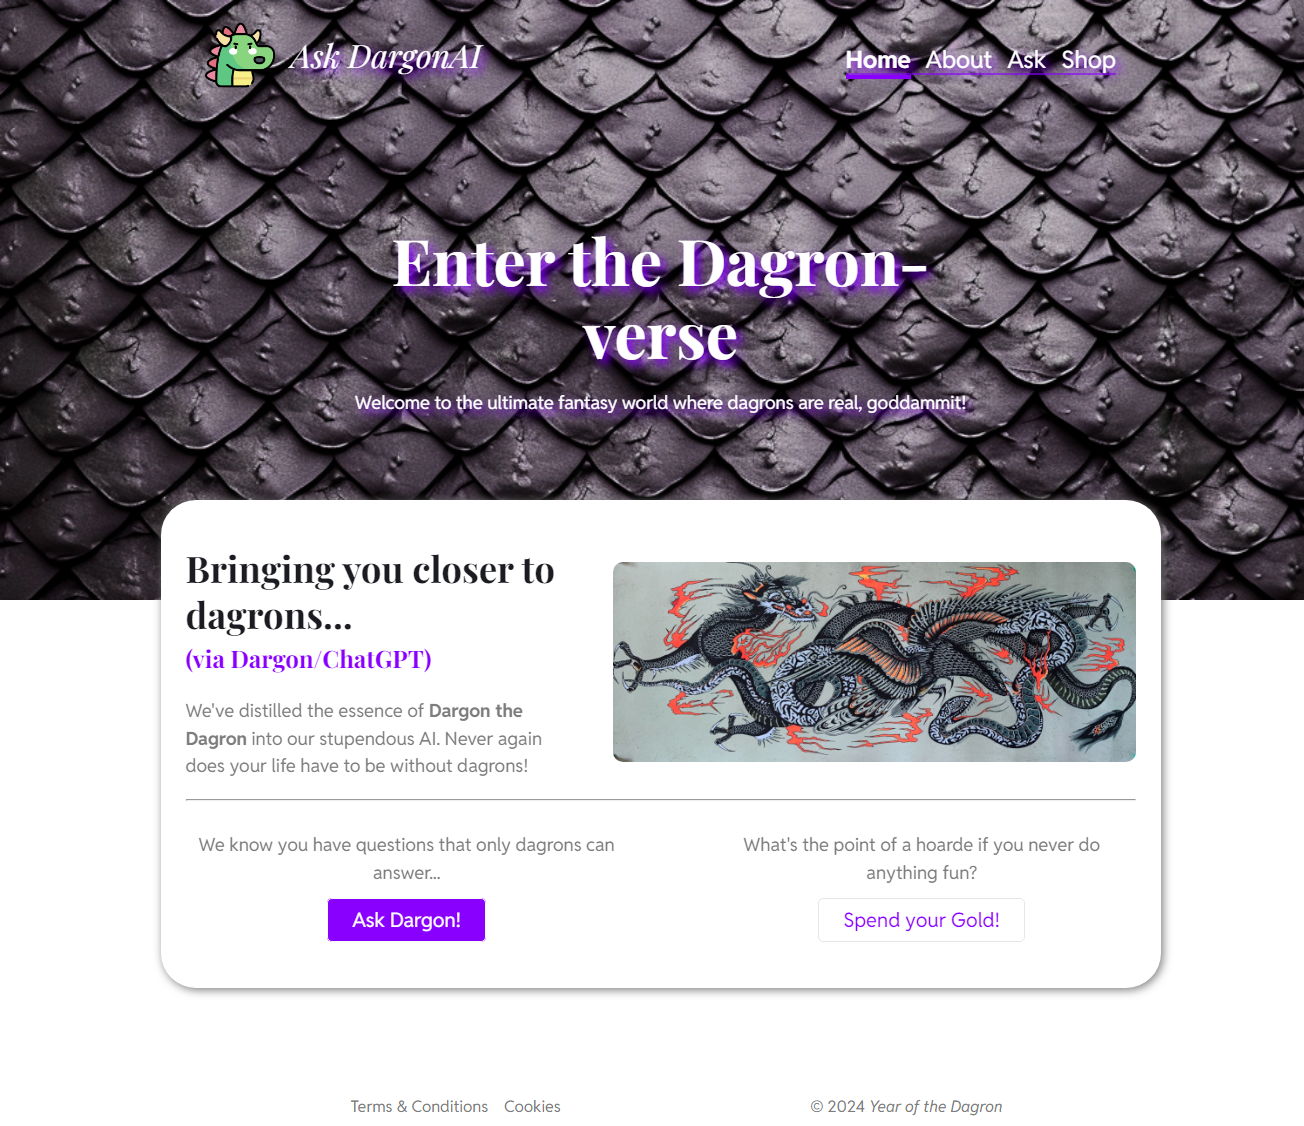 Ask DargonAI
Home About Ask Shop
Enter the Dagron-
verse
Welcome to the ultimate fantasy world where dagrons are real, goddammit!
Bringing you closer to
dagrons...
(via Dargon/ChatGPT)
We've distilled the essence of Dargon the
Dagron into our stupendous AI. Never again
does your life have to be without dagrons!
We know you have questions that only dagrons can
answer...
Ask Dargon!
What's the point of a hoarde if you never do
anything fun?
Spend your Gold!
Terms & Conditions Cookies
© 2024 Year of the Dagron